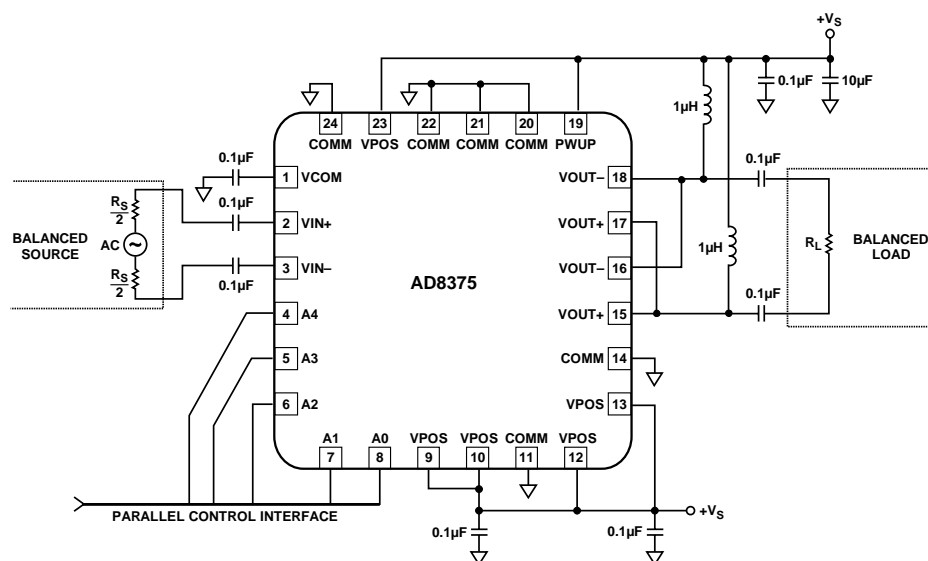 +VS
0.1µF
10µF
1µH
24
23
22
21
20
19
COMM
VPOS
COMM
COMM
COMM
PWUP
0.1µF
1
VCOM
VOUT–
18
0.1µF
RS
2
0.1µF
2
VIN+
VOUT+
17
BALANCED
SOURCE
AC
1µH
RL
BALANCED
LOAD
RS
2
3
VIN–
VOUT–
16
0.1µF
AD8375
0.1µF
4
A4
VOUT+
15
5
A3
COMM
14
6
A2
VPOS
13
A1
A0
VPOS
VPOS
COMM
VPOS
7
8
9
10
11
12
PARALLEL CONTROL INTERFACE
+VS
0.1µF
0.1µF